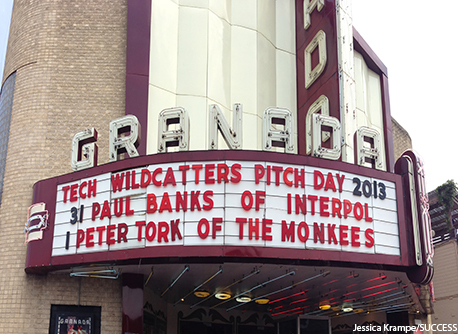 GRANADA
TECH WILDCATTERS PITCH DAY 2013
31 PAUL BANKS OF INTERPOL
1 PETER TORK OF THE MONKEES
GRANADA
Jessica Krampe/SUCCESS